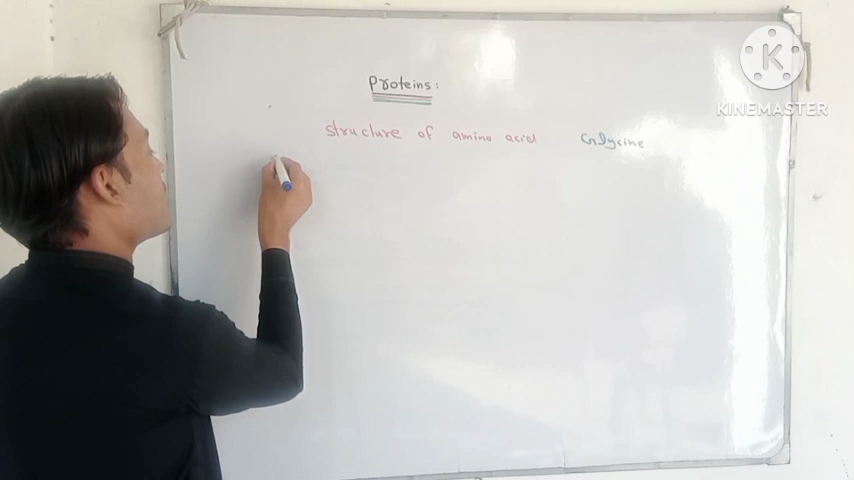 Proteins:
structure of amino acid Glycine
K
KINEMASTER